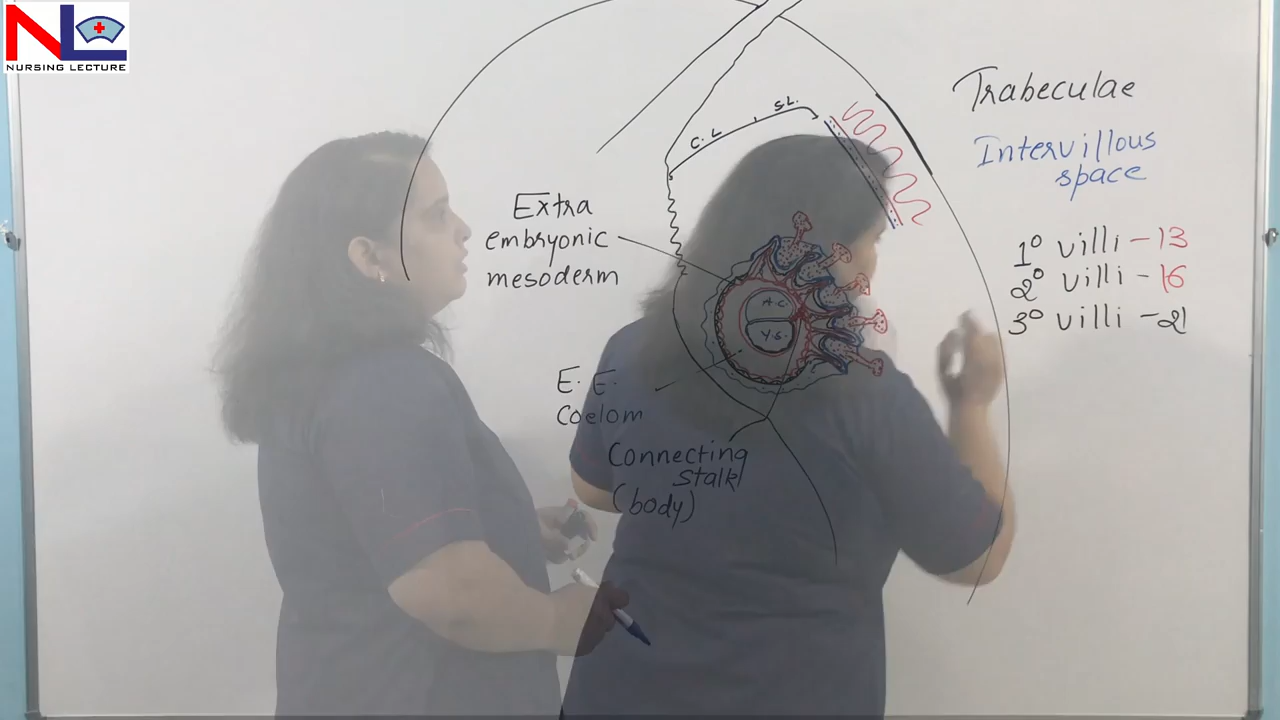 NL
NURSING LECTURE
Trabeculae
Intervillous
space
C.L
S.L.
Extra
embryonic
mesoderm
1° villi - 13
2° villi - 16
3° villi - 21
A.C.
Y.S.
E. E.
Coelom
Connecting
stalk
(body)